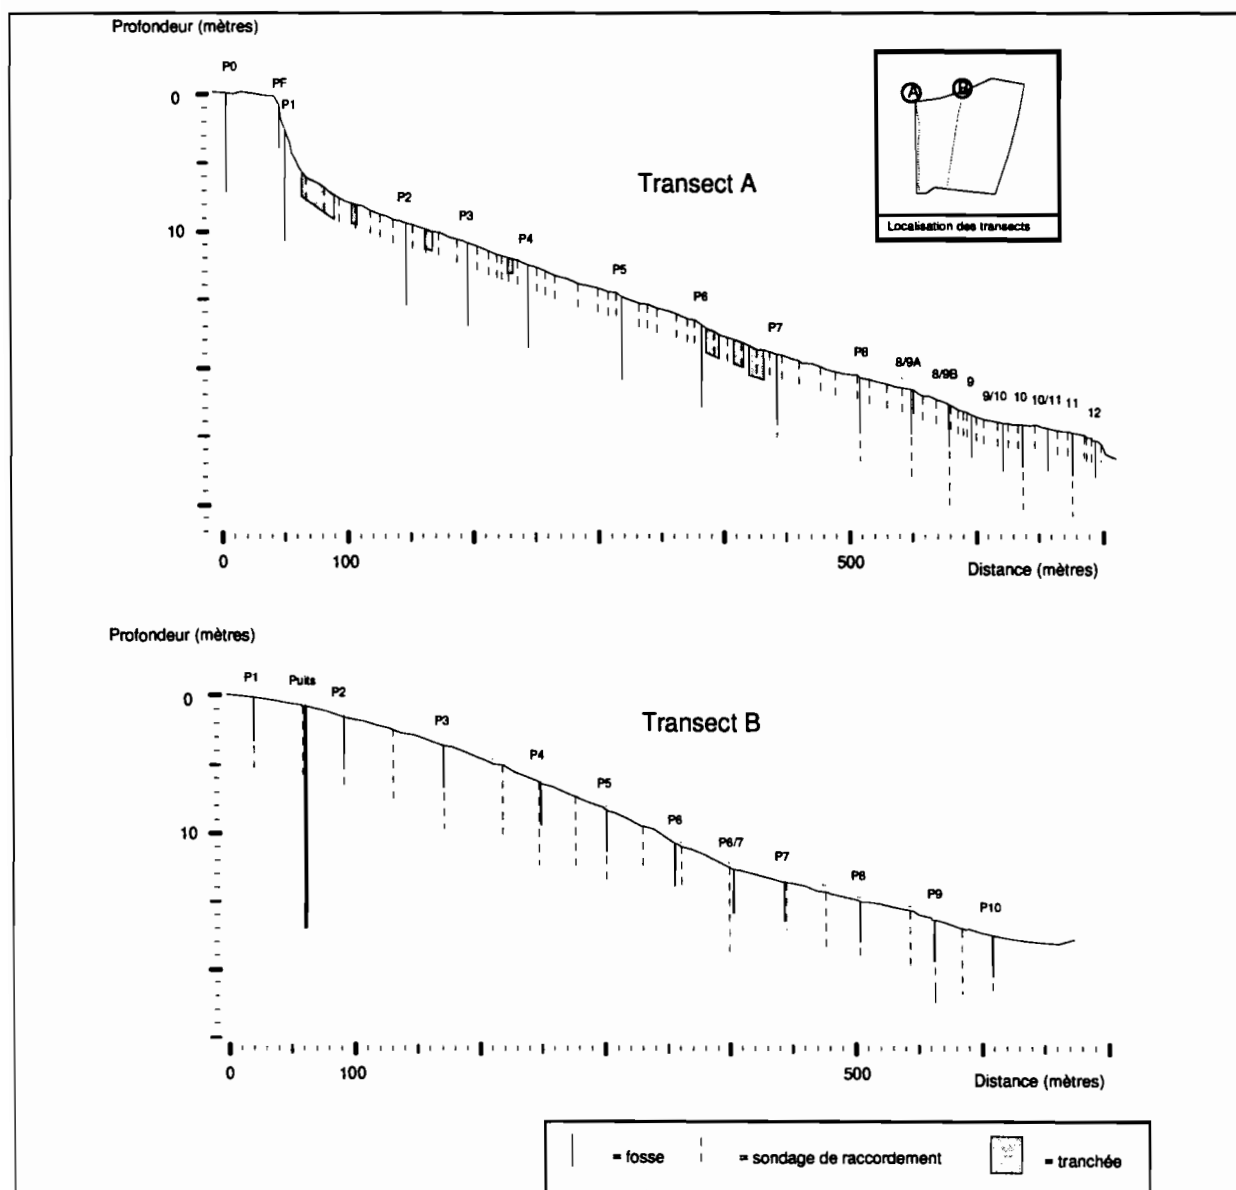 Profondeur (mètres)
P0
PF
P1
0
10
Transect A
P2
P3
P4
P5
P6
P7
P8
8/9A
8/9B
9
9/10
10
10/11
11
12
A
B
Localisation des transects
0
100
500
Distance (mètres)
Profondeur (mètres)
P1
Puits
P2
P3
P4
P5
P6
P6/7
P7
P8
P9
P10
0
10
Transect B
0
100
500
Distance (mètres)
= fosse
= sondage de raccordement
= tranchée